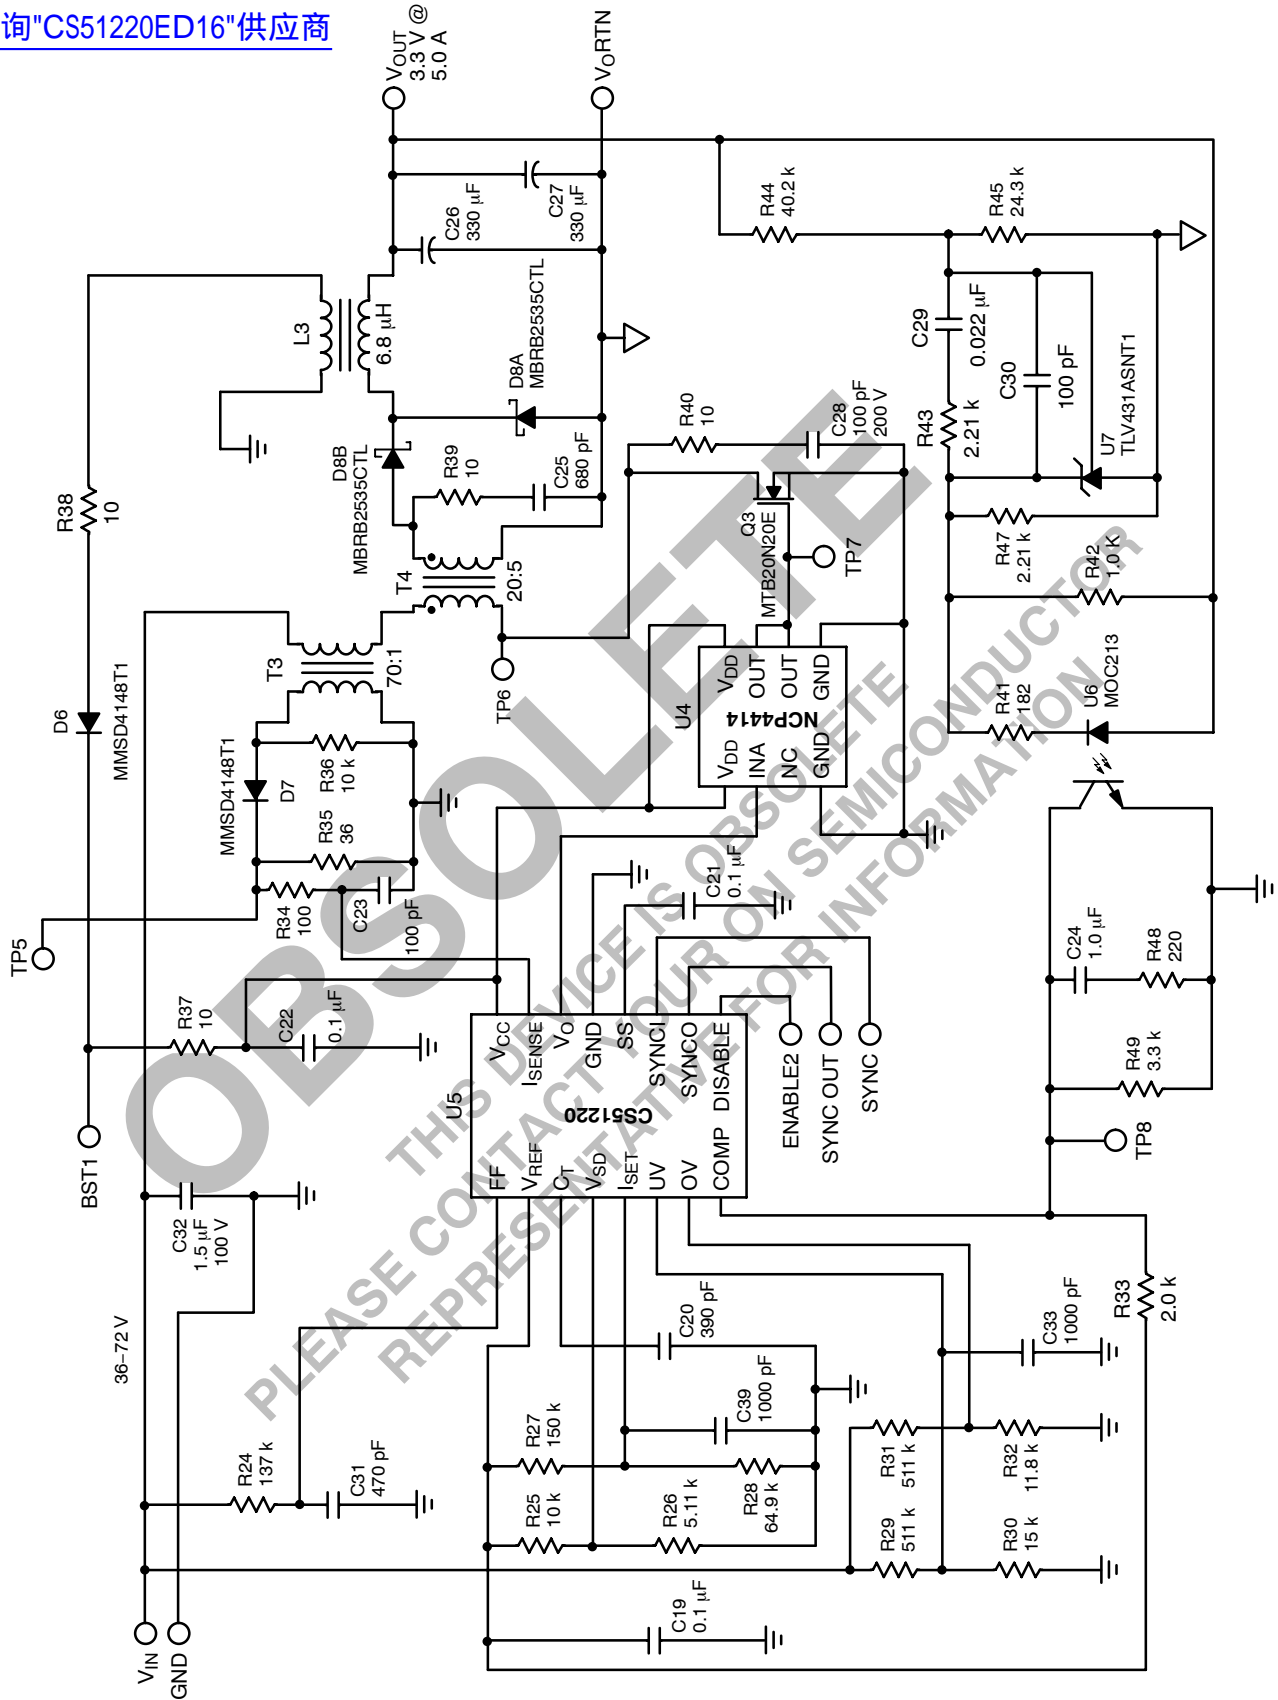 询"CS51220ED16"供应商
VIN
GND
36−72 V
R24
137 k
C31
470 pF
C32
1.5 μF
100 V
BST1
R37
10
C22
0.1 μF
TP5
R34
100
C23
100 pF
R35
36
MMSD4148T1
D7
R36
10 k
T3
70:1
D6
MMSD4148T1
R38
10
L3
6.8 μH
T4
20:5
TP6
D8B
MBRB2535CTL
R39
10
C25
680 pF
D8A
MBRB2535CTL
C26
330 μF
C27
330 μF
VOUT
3.3 V @
5.0 A
VORTN
U5
CS51220
FF
VREF
CT
VSD
ISET
UV
OV
COMP
VCC
ISENSE
VO
GND
SS
SYNCI
SYNCO
DISABLE
C21
0.1 μF
ENABLE2
SYNC OUT
SYNC
U4
NCP4414
VDD
INA
NC
GND
VDD
OUT
OUT
GND
Q3
MTB20N20E
TP7
R40
10
C28
100 pF
200 V
C19
0.1 μF
R25
10 k
R26
5.11 k
R27
150 k
R28
64.9 k
C39
1000 pF
C20
390 pF
R29
511 k
R30
15 k
R31
511 k
R32
11.8 k
C33
1000 pF
R33
2.0 k
TP8
R49
3.3 k
C24
1.0 μF
R48
220
R41
182
U6
MOC213
R42
1.0 K
R47
2.21 k
R43
2.21 k
C29
0.022 μF
C30
100 pF
U7
TLV431ASNT1
R44
40.2 k
R45
24.3 k
OBSOLETE
THIS DEVICE IS OBSOLETE
PLEASE CONTACT YOUR ON SEMICONDUCTOR
REPRESENTATIVE FOR INFORMATION